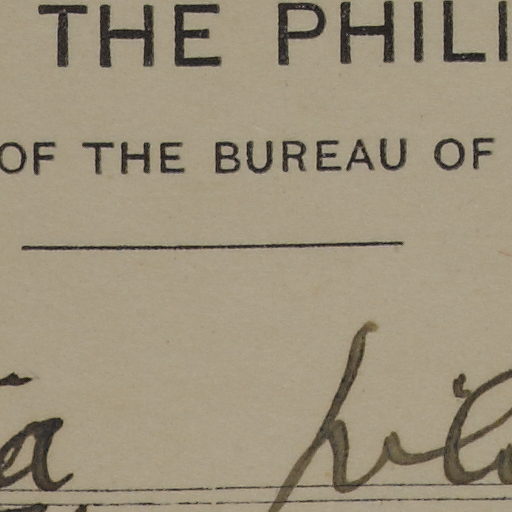 THE PHILI
OF THE BUREAU OF